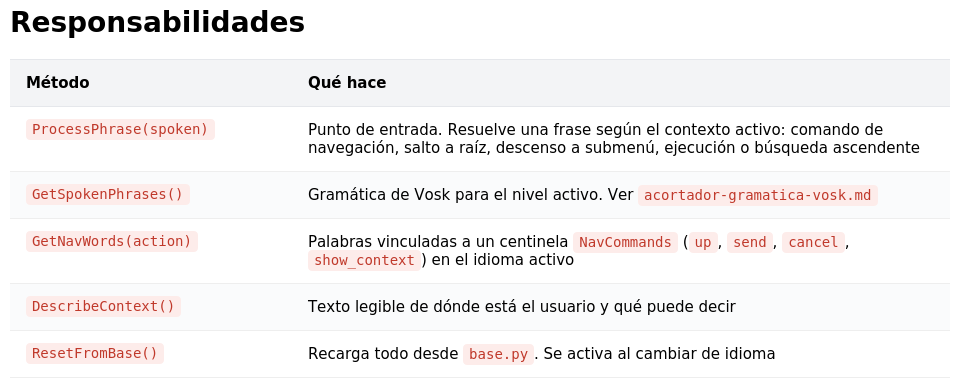 Responsabilidades
Método Qué hace
ProcessPhrase(spoken) Punto de entrada. Resuelve una frase según el contexto activo: comando de
navegación, salto a raíz, descenso a submenú, ejecución o búsqueda ascendente
GetSpokenPhrases() Gramática de Vosk para el nivel activo. Ver acortador-gramatica-vosk.md
GetNavWords(action) Palabras vinculadas a un centinela NavCommands (up, send, cancel,
show_context) en el idioma activo
DescribeContext() Texto legible de dónde está el usuario y qué puede decir
ResetFromBase() Recarga todo desde base.py. Se activa al cambiar de idioma